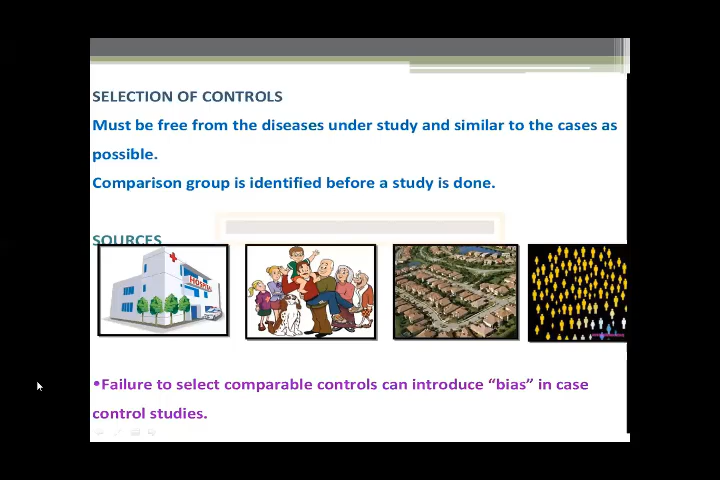 SELECTION OF CONTROLS
Must be free from the diseases under study and similar to the cases as
possible.
Comparison group is identified before a study is done.
SOURCES
•Failure to select comparable controls can introduce “bias” in case
control studies.